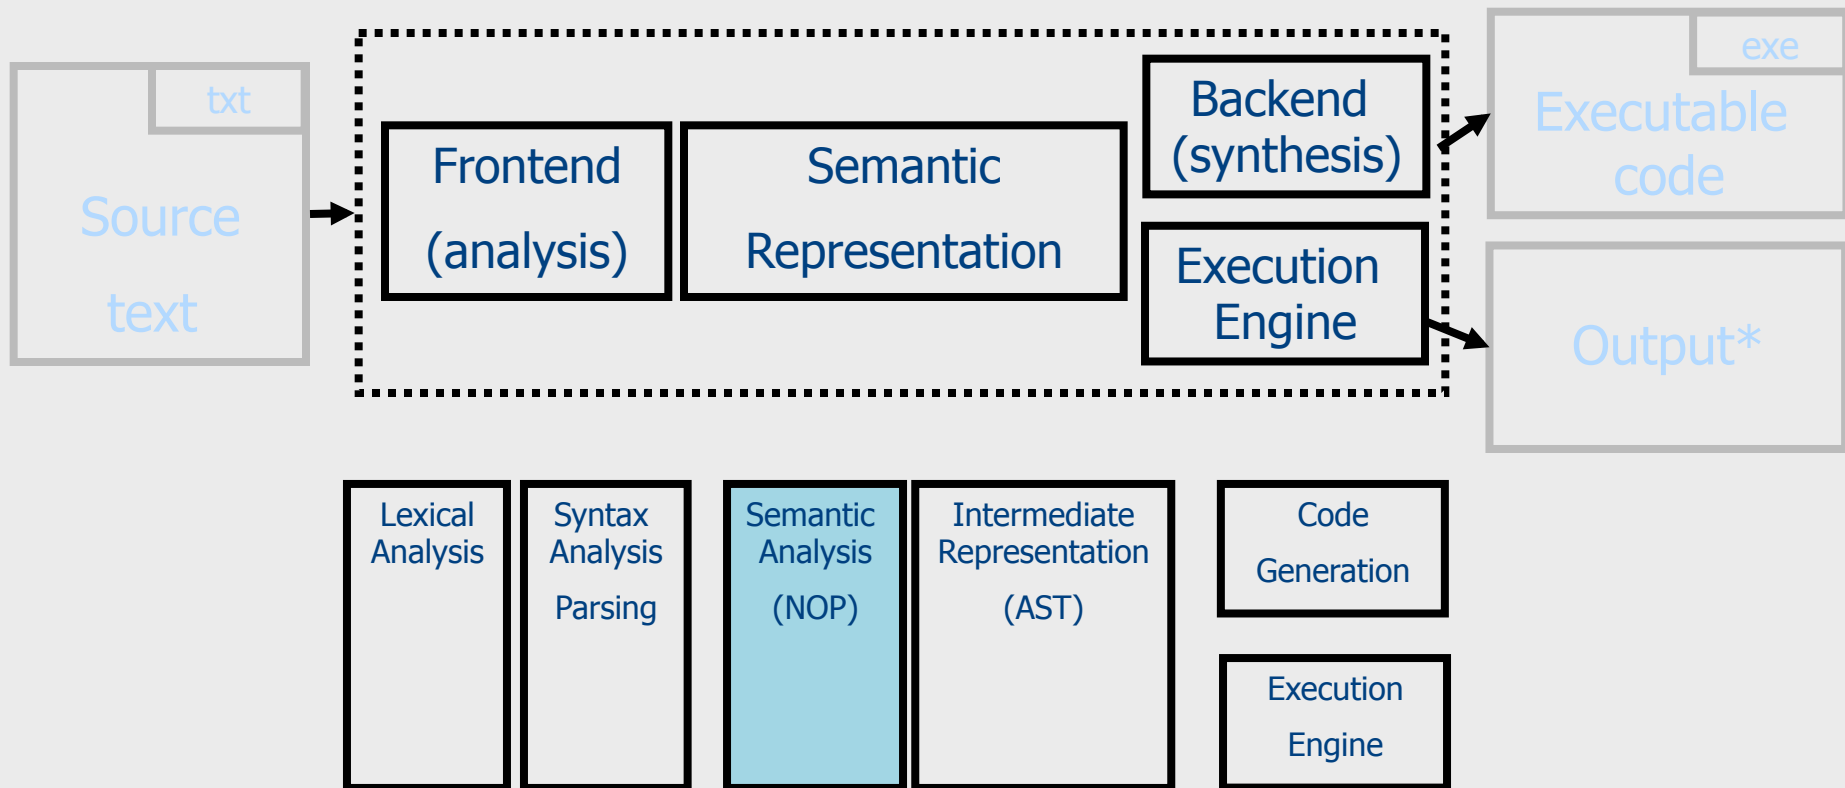 txt
Source
text
Frontend
(analysis)
Semantic
Representation
Backend
(synthesis)
Execution
Engine
exe
Executable
code
Output*
Lexical
Analysis
Syntax
Analysis
Parsing
Semantic
Analysis
(NOP)
Intermediate
Representation
(AST)
Code
Generation
Execution
Engine